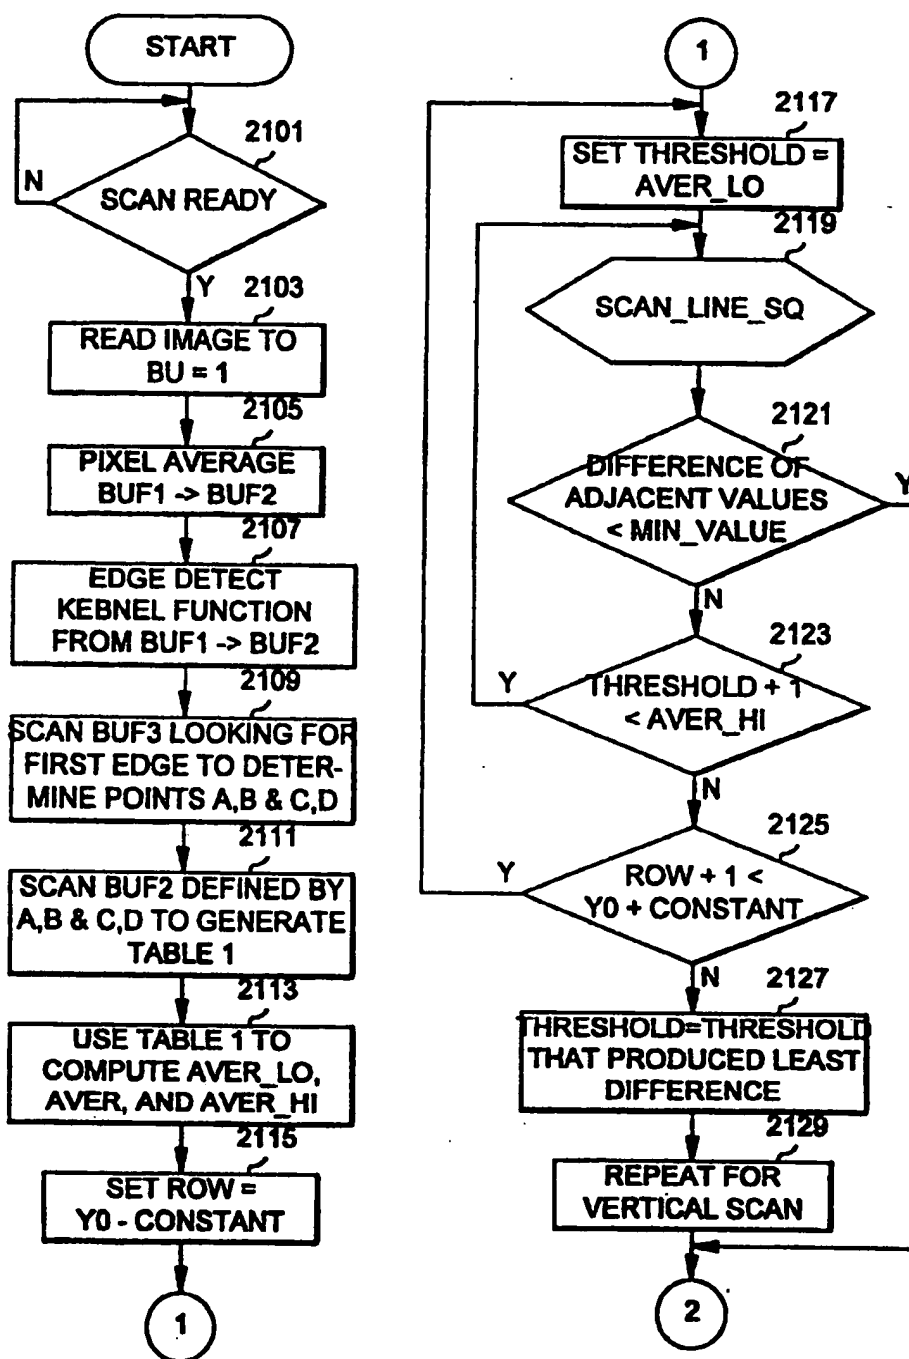 START
2101
N
SCAN READY
Y
2103
READ IMAGE TO
BU = 1
2105
PIXEL AVERAGE
BUF1 -> BUF2
2107
EDGE DETECT
KEBNEL FUNCTION
FROM BUF1 -> BUF2
2109
SCAN BUF3 LOOKING FOR
FIRST EDGE TO DETER-
MINE POINTS A,B & C,D
2111
SCAN BUF2 DEFINED BY
A,B & C,D TO GENERATE
TABLE 1
2113
USE TABLE 1 TO
COMPUTE AVER_LO,
AVER, AND AVER_HI
2115
SET ROW =
Y0 - CONSTANT
1
1
2117
SET THRESHOLD =
AVER_LO
2119
SCAN_LINE_SQ
2121
DIFFERENCE OF
ADJACENT VALUES
< MIN_VALUE
Y
N
2123
Y
THRESHOLD + 1
< AVER_HI
N
2125
Y
ROW + 1 <
Y0 + CONSTANT
N
2127
THRESHOLD=THRESHOLD
THAT PRODUCED LEAST
DIFFERENCE
2129
REPEAT FOR
VERTICAL SCAN
2